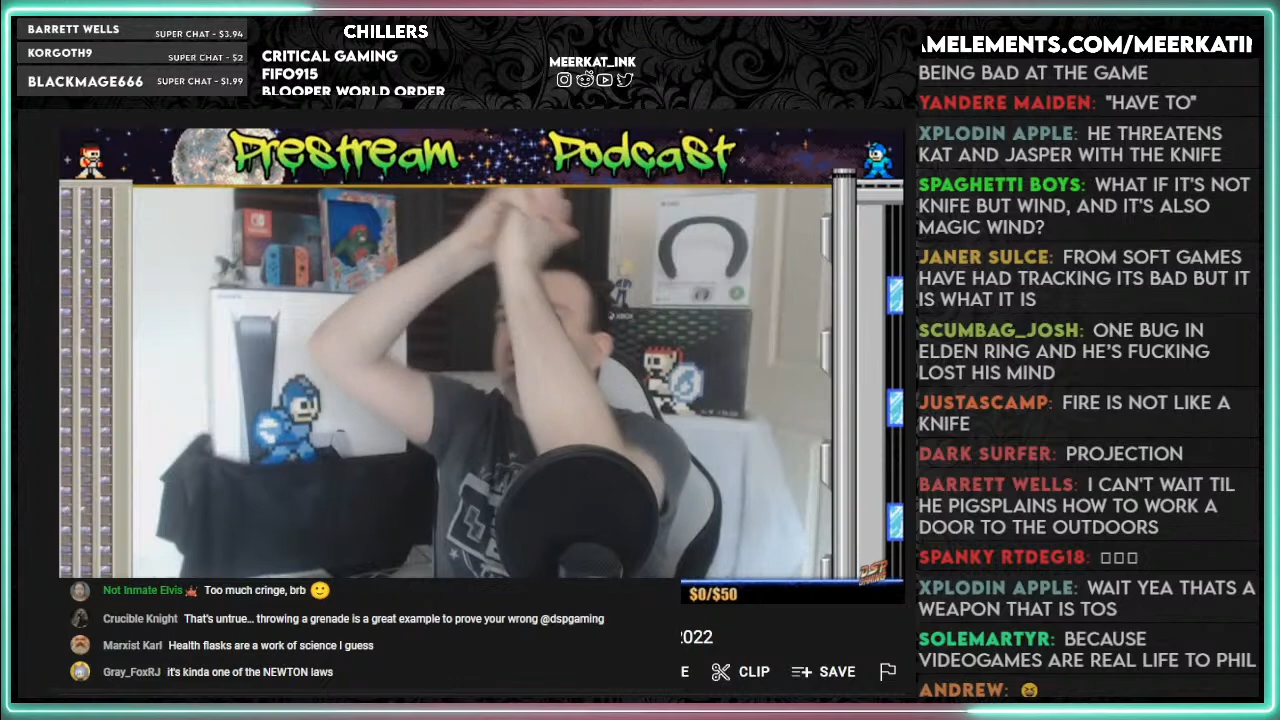 BARRETT WELLS SUPER CHAT - $3.94
KORGOTH9 SUPER CHAT - $2
BLACKMAGE666 SUPER CHAT - $1.99
CHILLERS
CRITICAL GAMING
FIFO915
BLOOPER WORLD ORDER
MEERKAT_INK
Prestream Podcast
XBOX
DSP
GAMING
$0/$50
Not Inmate Elvis Too much cringe, brb 🙂
Crucible Knight That's untrue... throwing a grenade is a great example to prove your wrong @dspgaming
Marxist Karl Health flasks are a work of science I guess
Gray_FoxRJ it's kinda one of the NEWTON laws
2022
E CLIP SAVE
AMELEMENTS.COM/MEERKATII
BEING BAD AT THE GAME
YANDERE MAIDEN: "HAVE TO"
XPLODIN APPLE: HE THREATENS
KAT AND JASPER WITH THE KNIFE
SPAGHETTI BOYS: WHAT IF IT'S NOT
KNIFE BUT WIND, AND IT'S ALSO
MAGIC WIND?
JANER SULCE: FROM SOFT GAMES
HAVE HAD TRACKING ITS BAD BUT IT
IS WHAT IT IS
SCUMBAG_JOSH: ONE BUG IN
ELDEN RING AND HE'S FUCKING
LOST HIS MIND
JUSTASCAMP: FIRE IS NOT LIKE A
KNIFE
DARK SURFER: PROJECTION
BARRETT WELLS: I CAN'T WAIT TIL
HE PIGSPLAINS HOW TO WORK A
DOOR TO THE OUTDOORS
SPANKY RTDEG18: □□□
XPLODIN APPLE: WAIT YEA THATS A
WEAPON THAT IS TOS
SOLEMARTYR: BECAUSE
VIDEOGAMES ARE REAL LIFE TO PHIL
ANDREW: 😆